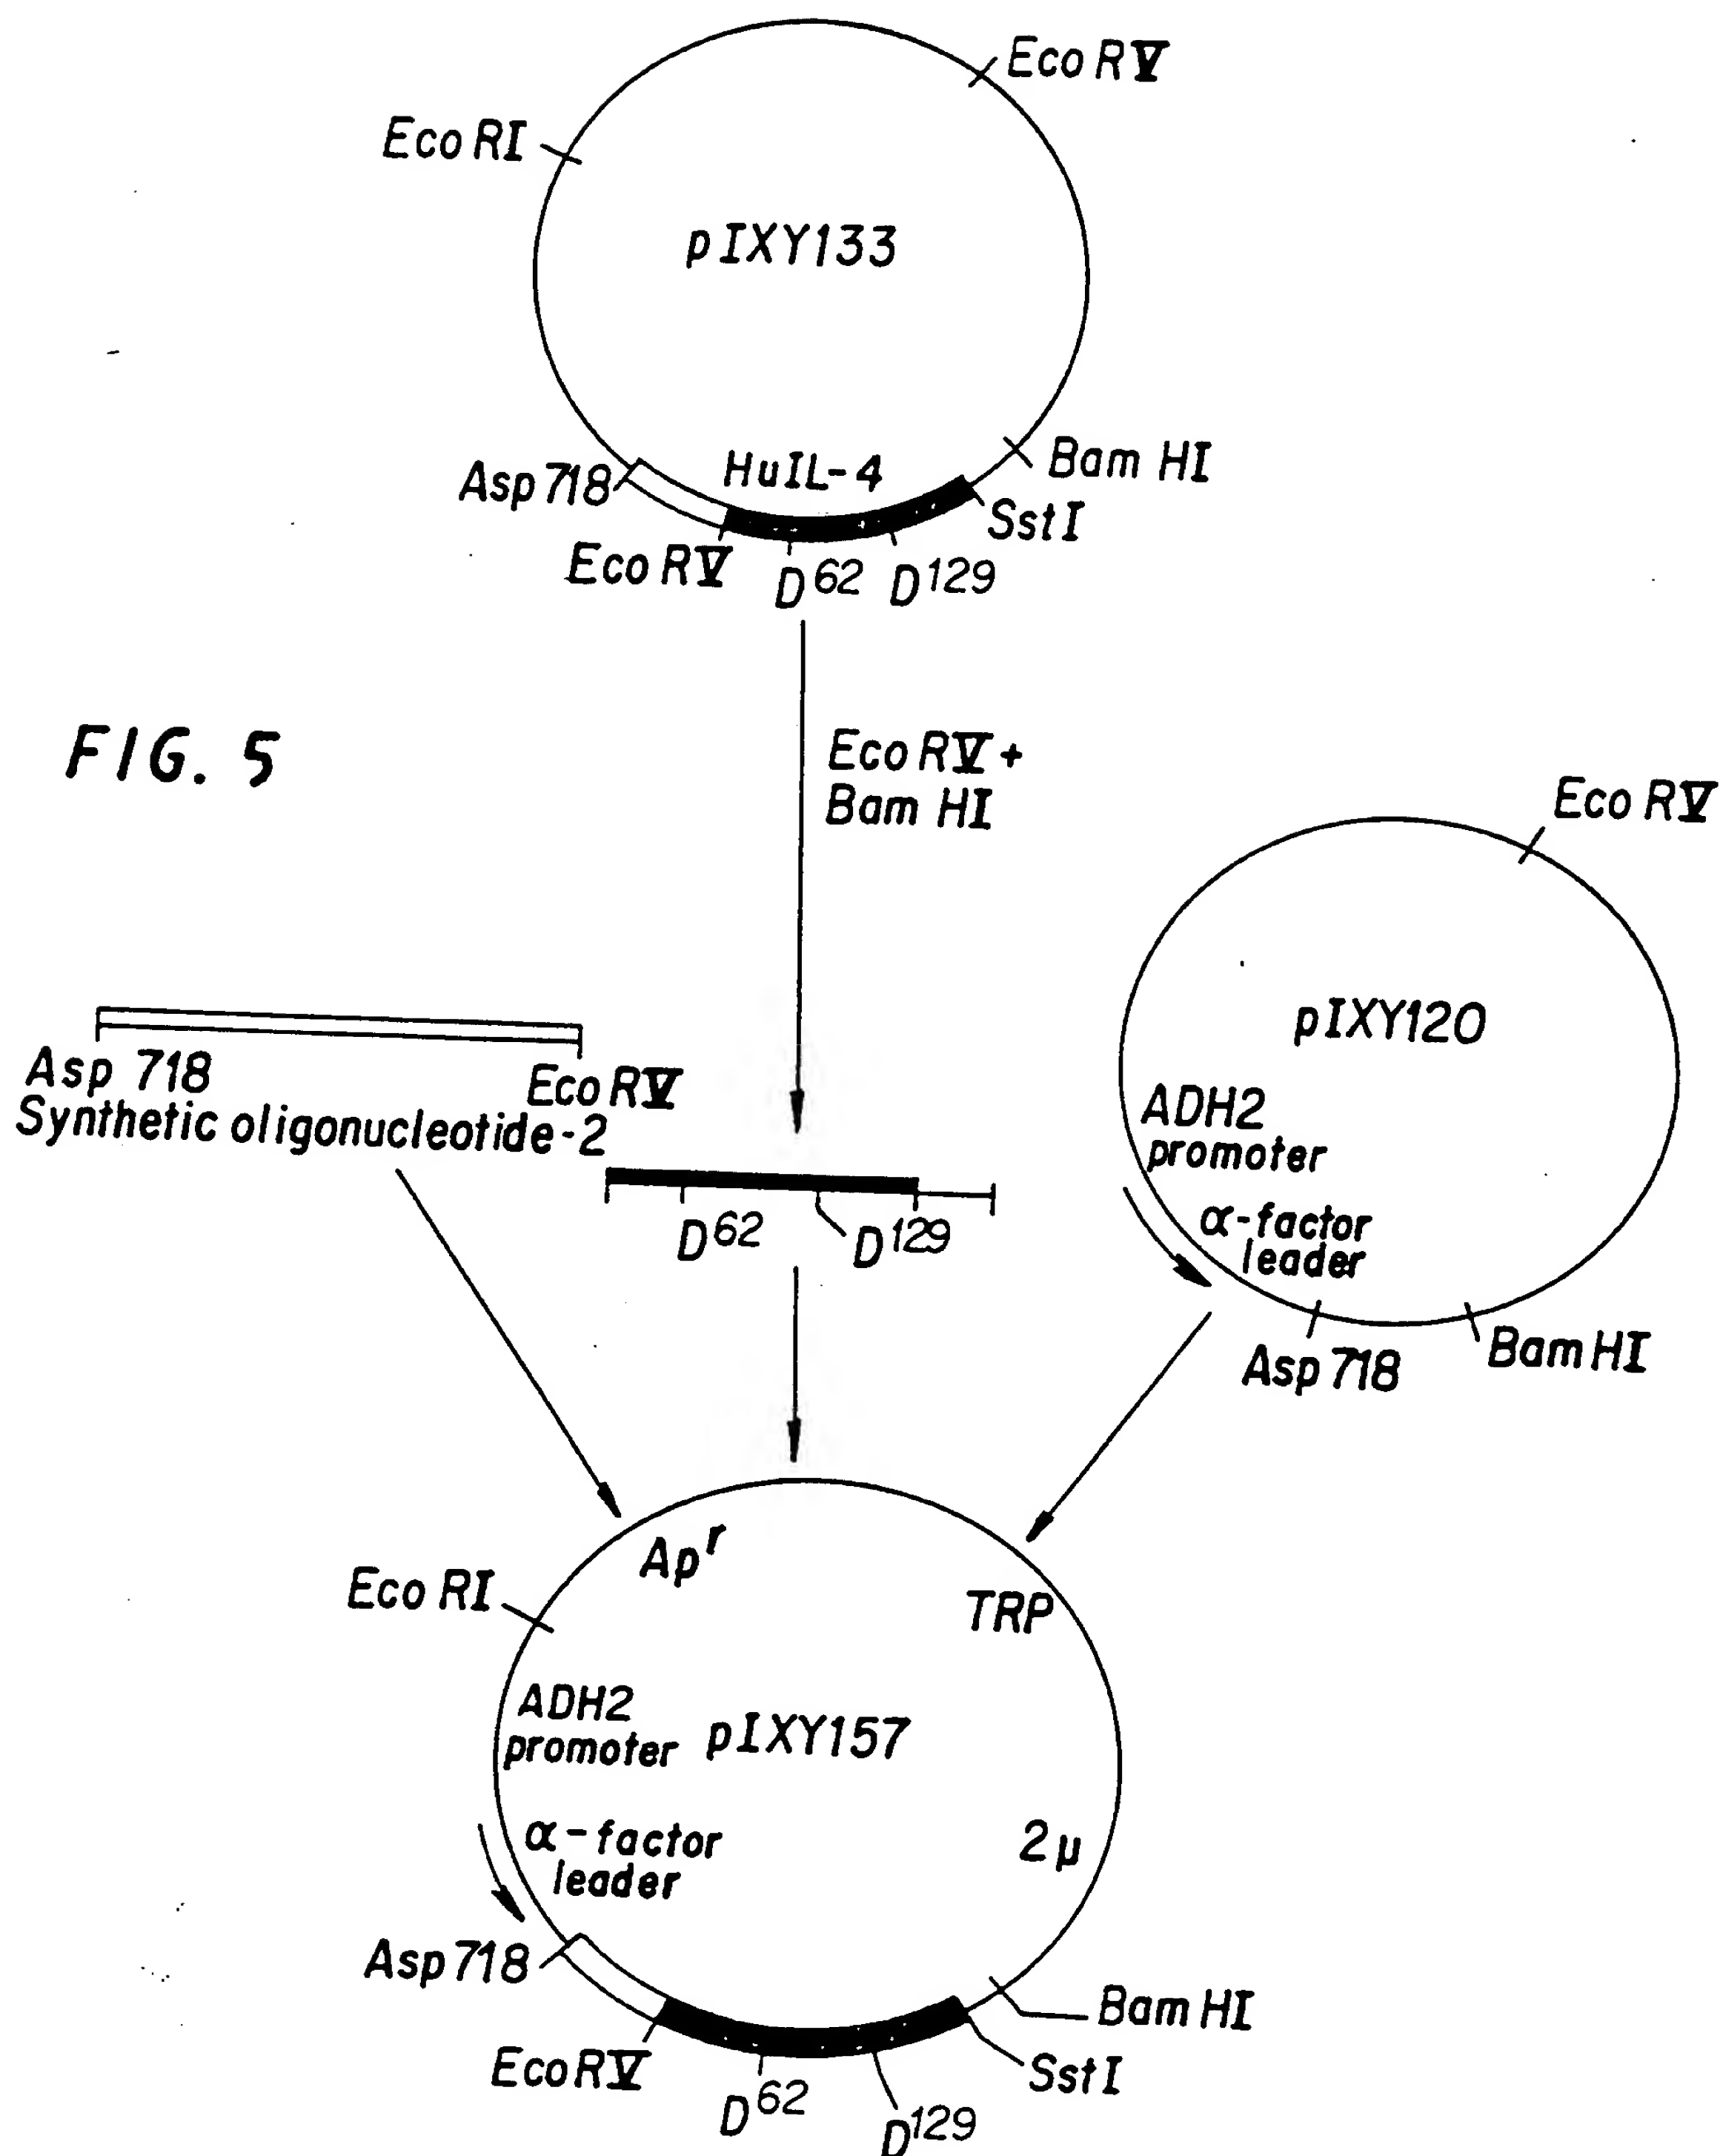 Eco RV
Eco RI
pIXY133
HuIL-4
Bam HI
Asp 718
SstI
Eco RV
D62
D129
FIG. 5
Eco RV +
Bam HI
Eco RV
pIXY120
Asp 718
Eco RV
Synthetic oligonucleotide-2
ADH2
promoter
D62
D129
α-factor
leader
Asp 718
Bam HI
Apr
Eco RI
TRP
ADH2
promoter
pIXY157
α-factor
leader
2μ
Asp 718
Bam HI
Eco RV
SstI
D62
D129